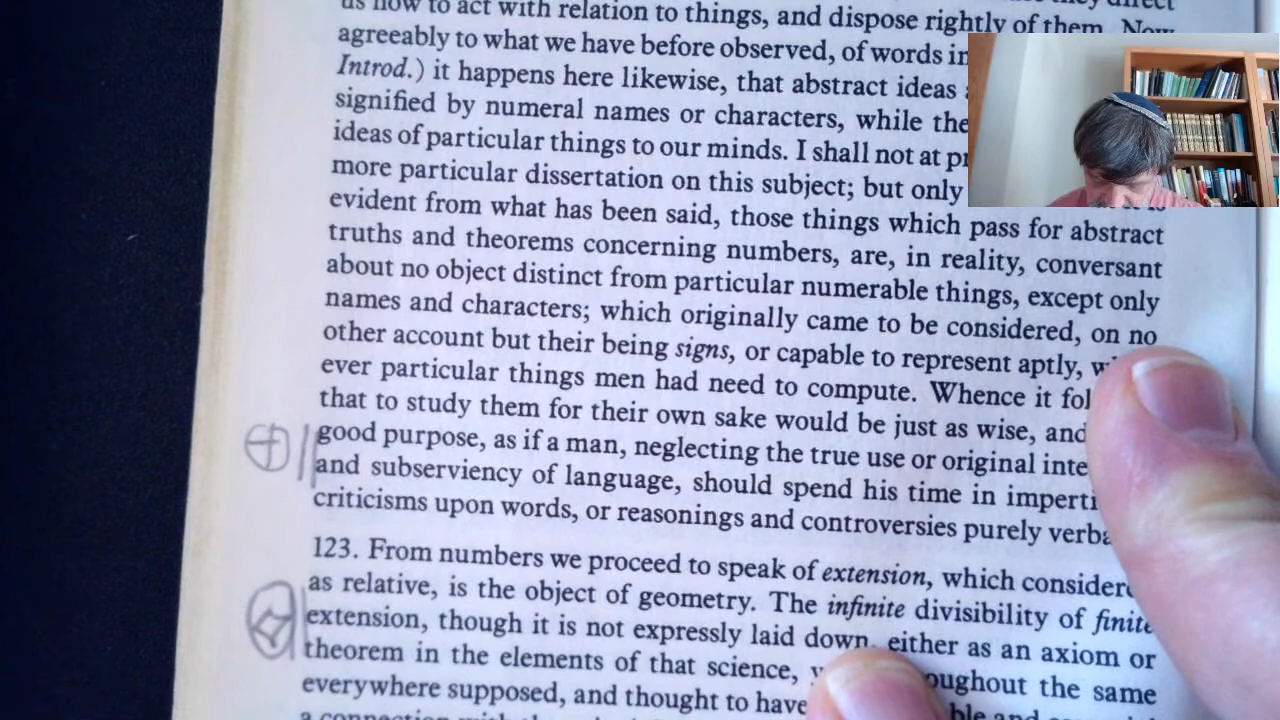 us how to act with relation to things, and dispose rightly of them. Now
agreeably to what we have before observed, of words in
Introd.) it happens here likewise, that abstract ideas
signified by numeral names or characters, while the
ideas of particular things to our minds. I shall not at
more particular dissertation on this subject; but only
evident from what has been said, those things which pass for abstract
truths and theorems concerning numbers, are, in reality, conversant
about no object distinct from particular numerable things, except only
names and characters; which originally came to be considered, on no
other account but their being signs, or capable to represent aptly,
ever particular things men had need to compute. Whence it fol
that to study them for their own sake would be just as wise, and
good purpose, as if a man, neglecting the true use or original inte
and subserviency of language, should spend his time in imperti
criticisms upon words, or reasonings and controversies purely verba
123. From numbers we proceed to speak of extension, which consider
as relative, is the object of geometry. The infinite divisibility of finite
extension, though it is not expressly laid down, either as an axiom or
theorem in the elements of that science, oughout the same
everywhere supposed, and thought to have ble and
a connection with the